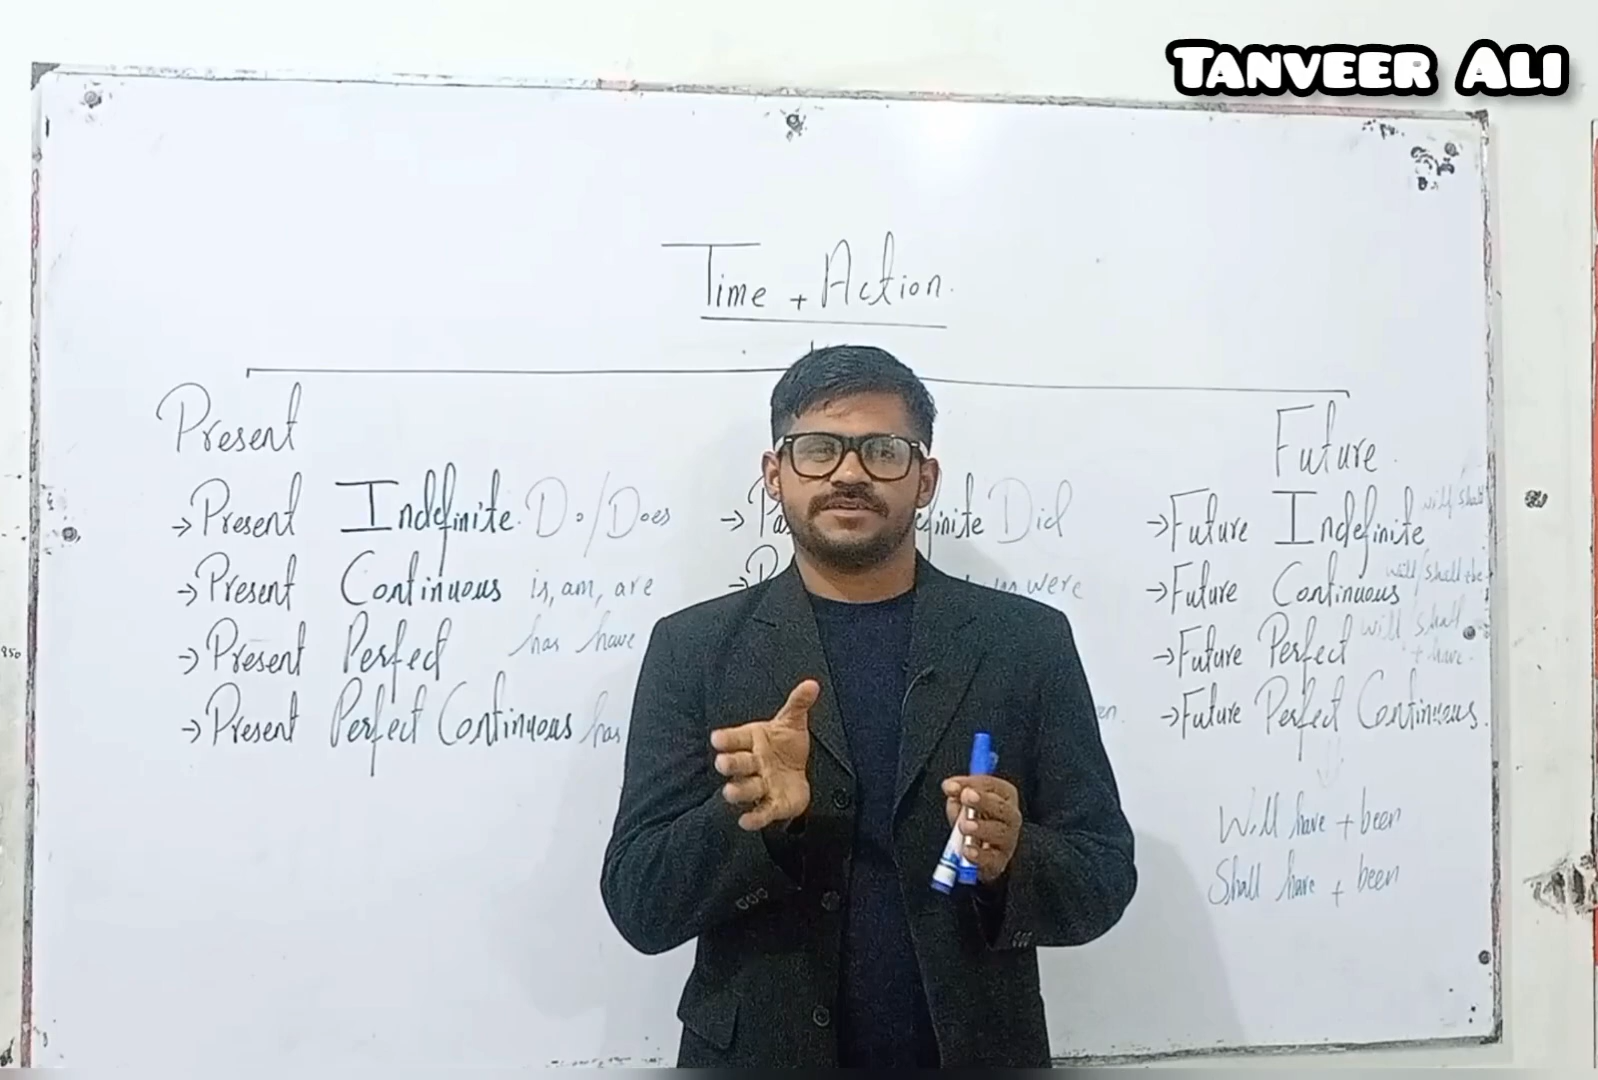 TANVEER ALI
Time + Action.
Present
Future.
→ Present Indefinite. Do/Does
→ Present Continuous is, am, are
→ Present Perfect has have
→ Present Perfect Continuous has
→ Did
→ were
→ Future Indefinite will/shall
→ Future Continuous will/shall + be
→ Future Perfect will shall
+ have.
→ Future Perfect Continuous.
Will have + been
Shall have + been